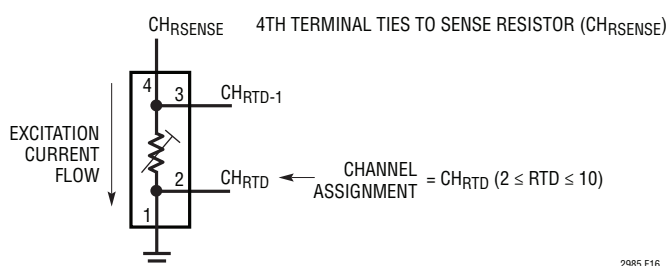 CHRSENSE 4TH TERMINAL TIES TO SENSE RESISTOR (CHRSENSE)
4
3 CHRTD-1
EXCITATION
CURRENT
FLOW
2 CHRTD
CHANNEL
ASSIGNMENT = CHRTD (2 ≤ RTD ≤ 10)
1
2985 F16